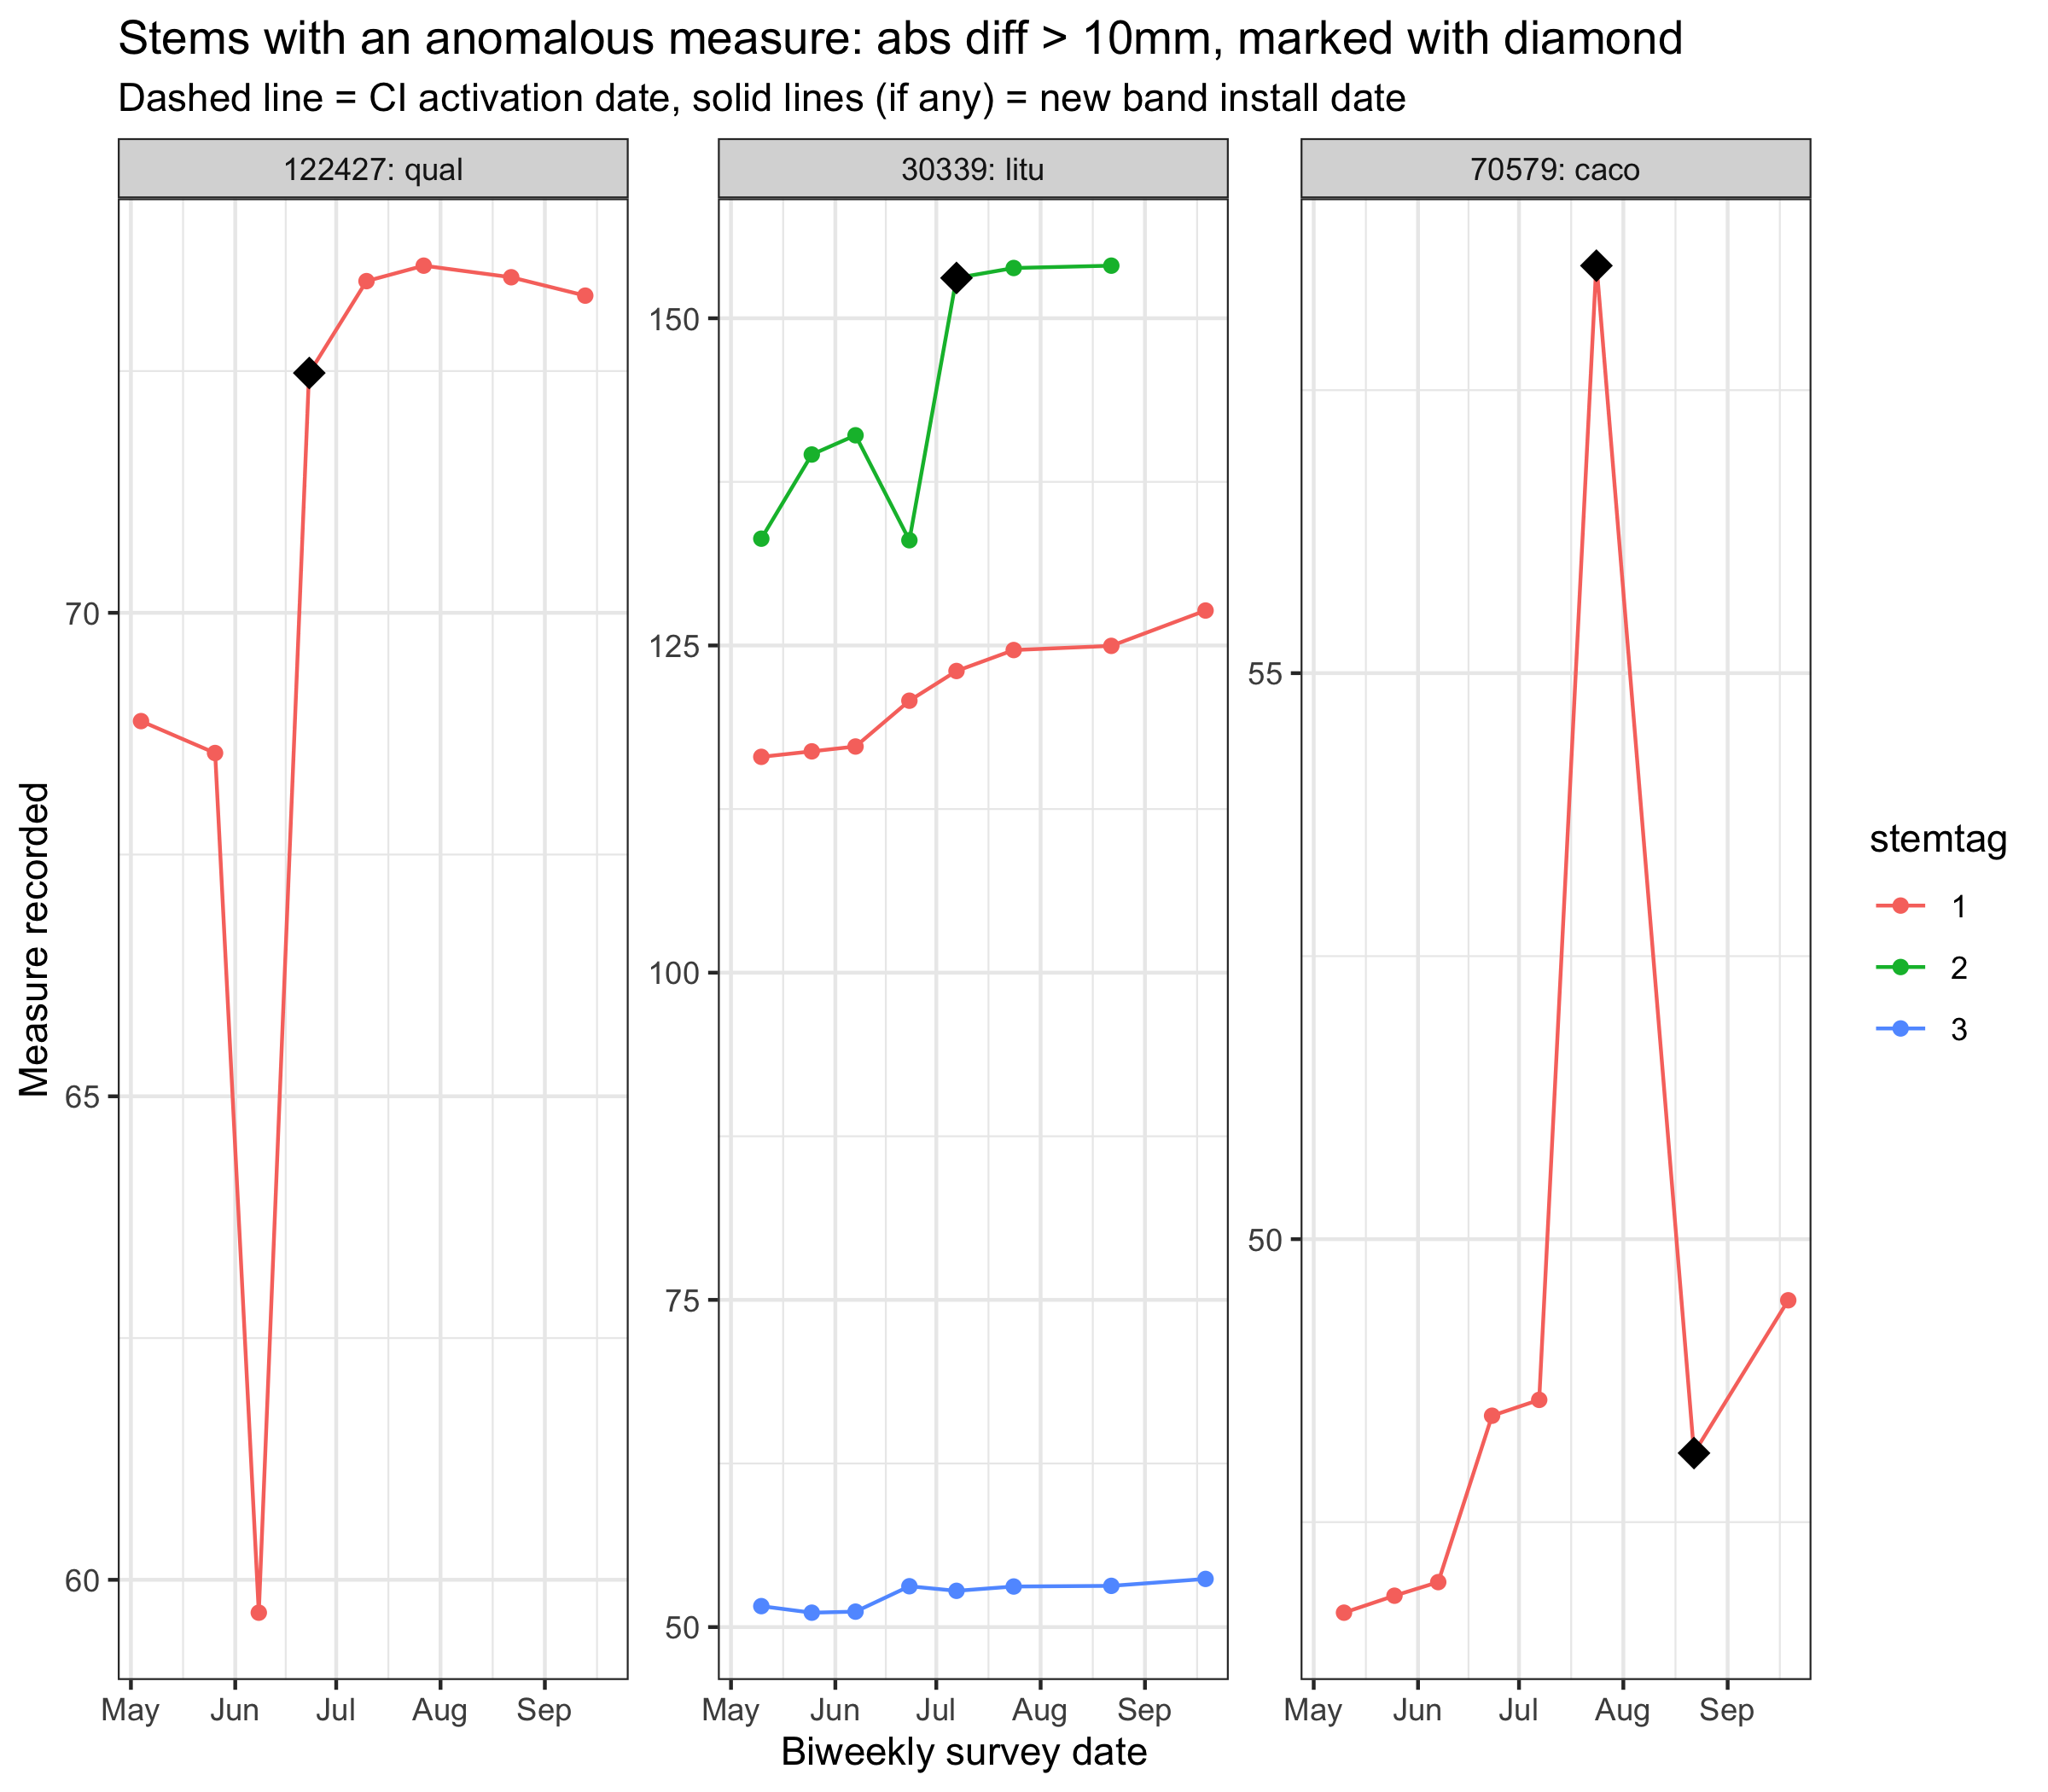 Stems with an anomalous measure: abs diff > 10mm, marked with diamond
Dashed line = CI activation date, solid lines (if any) = new band install date
122427: qual
30339: litu
70579: caco
Measure recorded
70
65
60
150
125
100
75
50
55
50
May Jun Jul Aug Sep
May Jun Jul Aug Sep
May Jun Jul Aug Sep
Biweekly survey date
stemtag
1
2
3